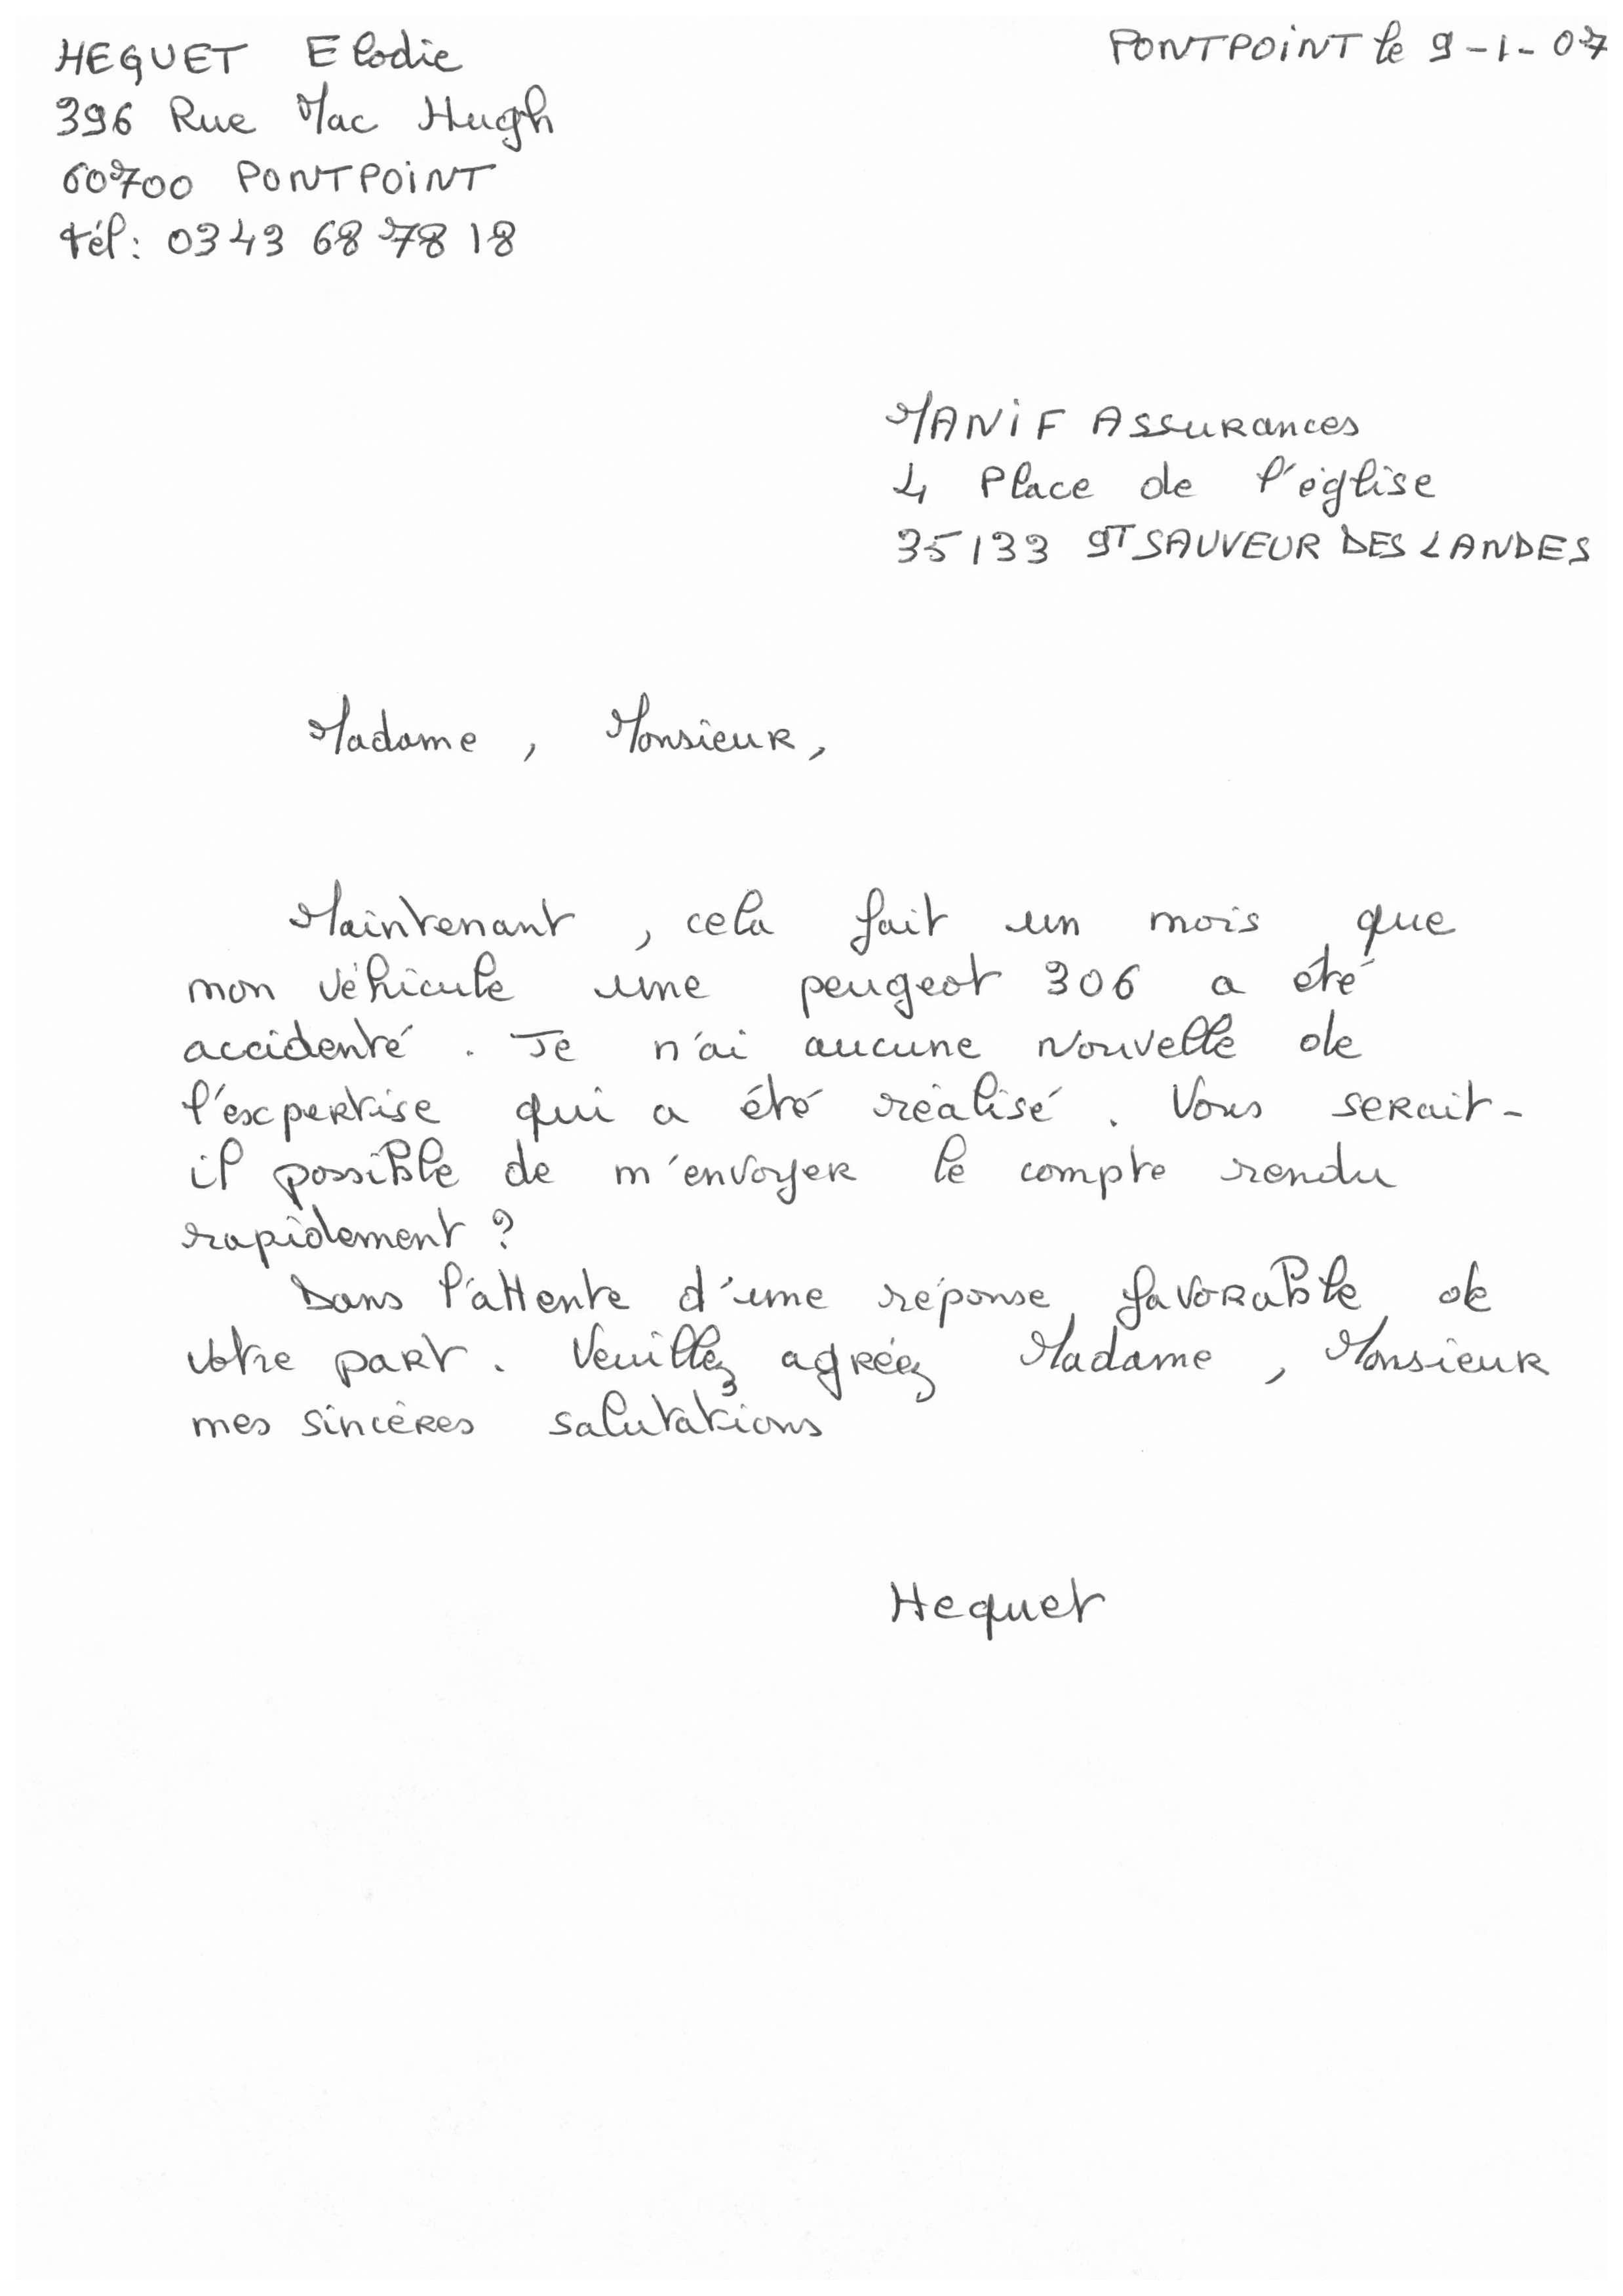 HEQUET Elodie
PONTPOINT le 9-1-07
396 Rue Mac Hugh
60700 PONTPOINT
tél: 03 43 68 78 18
MANIF Assurances
4 Place de l'église
35133 ST SAUVEUR DES LANDES
Madame, Monsieur,
Maintenant, cela fait un mois que
mon véhicule une peugeot 306 a été
accidenté. Je n'ai aucune nouvelle de
l'expertise qui a été réalisé. Vous serait-
il possible de m'envoyer le compte rendu
rapidement ?
Dans l'attente d'une réponse favorable de
votre part. Veuillez agréez Madame, Monsieur
mes sincères salutations
Hequet